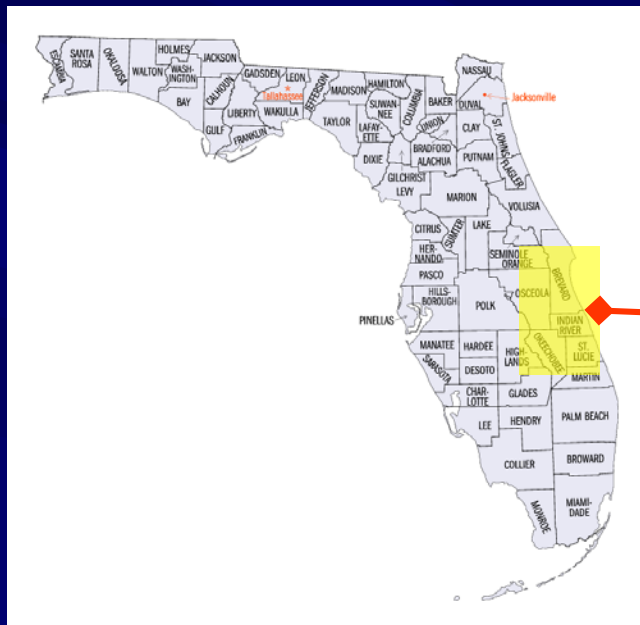 ESCAMBIA
SANTA
ROSA
OKALOOSA
WALTON
HOLMES
WASH-
INGTON
BAY
JACKSON
CALHOUN
GULF
GADSDEN
LIBERTY
FRANKLIN
LEON
Tallahassee
WAKULLA
JEFFERSON
MADISON
TAYLOR
HAMILTON
SUWAN-
NEE
LAFAY-
ETTE
DIXIE
COLUMBIA
BAKER
UNION
BRADFORD
ALACHUA
GILCHRIST
LEVY
NASSAU
DUVAL
Jacksonville
CLAY
ST. JOHNS
PUTNAM
FLAGLER
MARION
VOLUSIA
LAKE
CITRUS
SUMTER
HER-
NANDO
PASCO
SEMINOLE
ORANGE
BREVARD
OSCEOLA
HILLS-
BOROUGH
POLK
PINELLAS
INDIAN
RIVER
MANATEE
HARDEE
HIGH-
LANDS
OKEECHOBEE
ST.
LUCIE
SARASOTA
DESOTO
MARTIN
CHAR-
LOTTE
GLADES
LEE
HENDRY
PALM BEACH
COLLIER
BROWARD
MONROE
MIAMI-
DADE